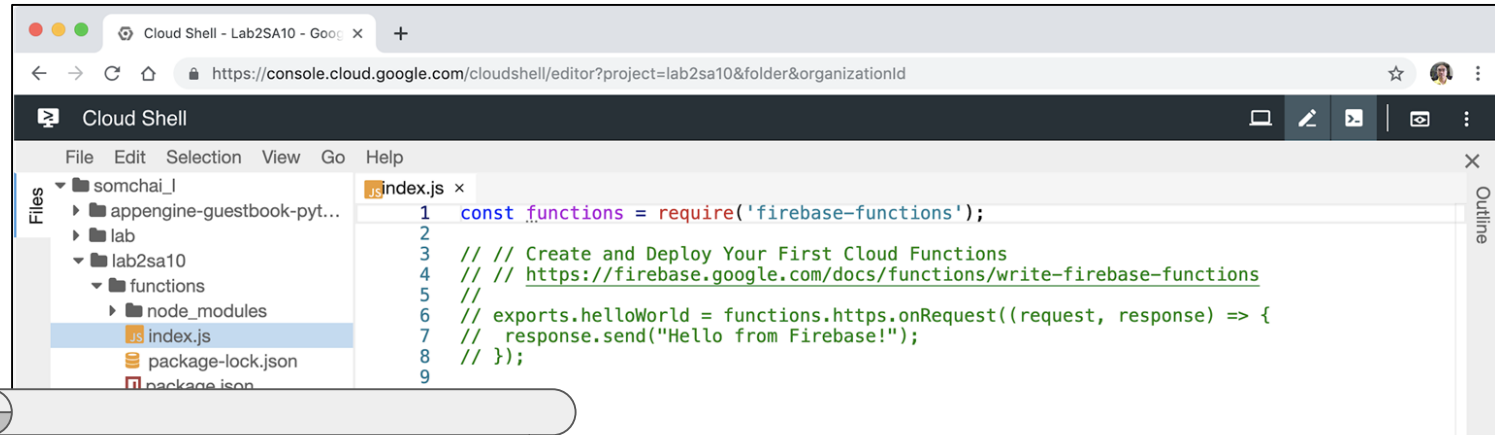 Cloud Shell - Lab2SA10 - Goog
https://console.cloud.google.com/cloudshell/editor?project=lab2sa10&folder&organizationId
Cloud Shell
File Edit Selection View Go Help
Files
somchai_l
appengine-guestbook-pyt...
lab
lab2sa10
functions
node_modules
JS index.js
package-lock.json
package.json
JS index.js ×
1 const functions = require('firebase-functions');
2
3 // // Create and Deploy Your First Cloud Functions
4 // // https://firebase.google.com/docs/functions/write-firebase-functions
5 //
6 // exports.helloWorld = functions.https.onRequest((request, response) => {
7 //  response.send("Hello from Firebase!");
8 // });
9
Outline